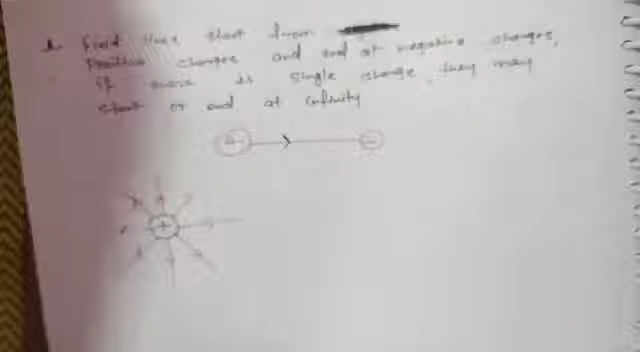 Field lines start from
positive charges and end at negative charges,
if there is single charge, they may
start or end at infinity
+ -
+